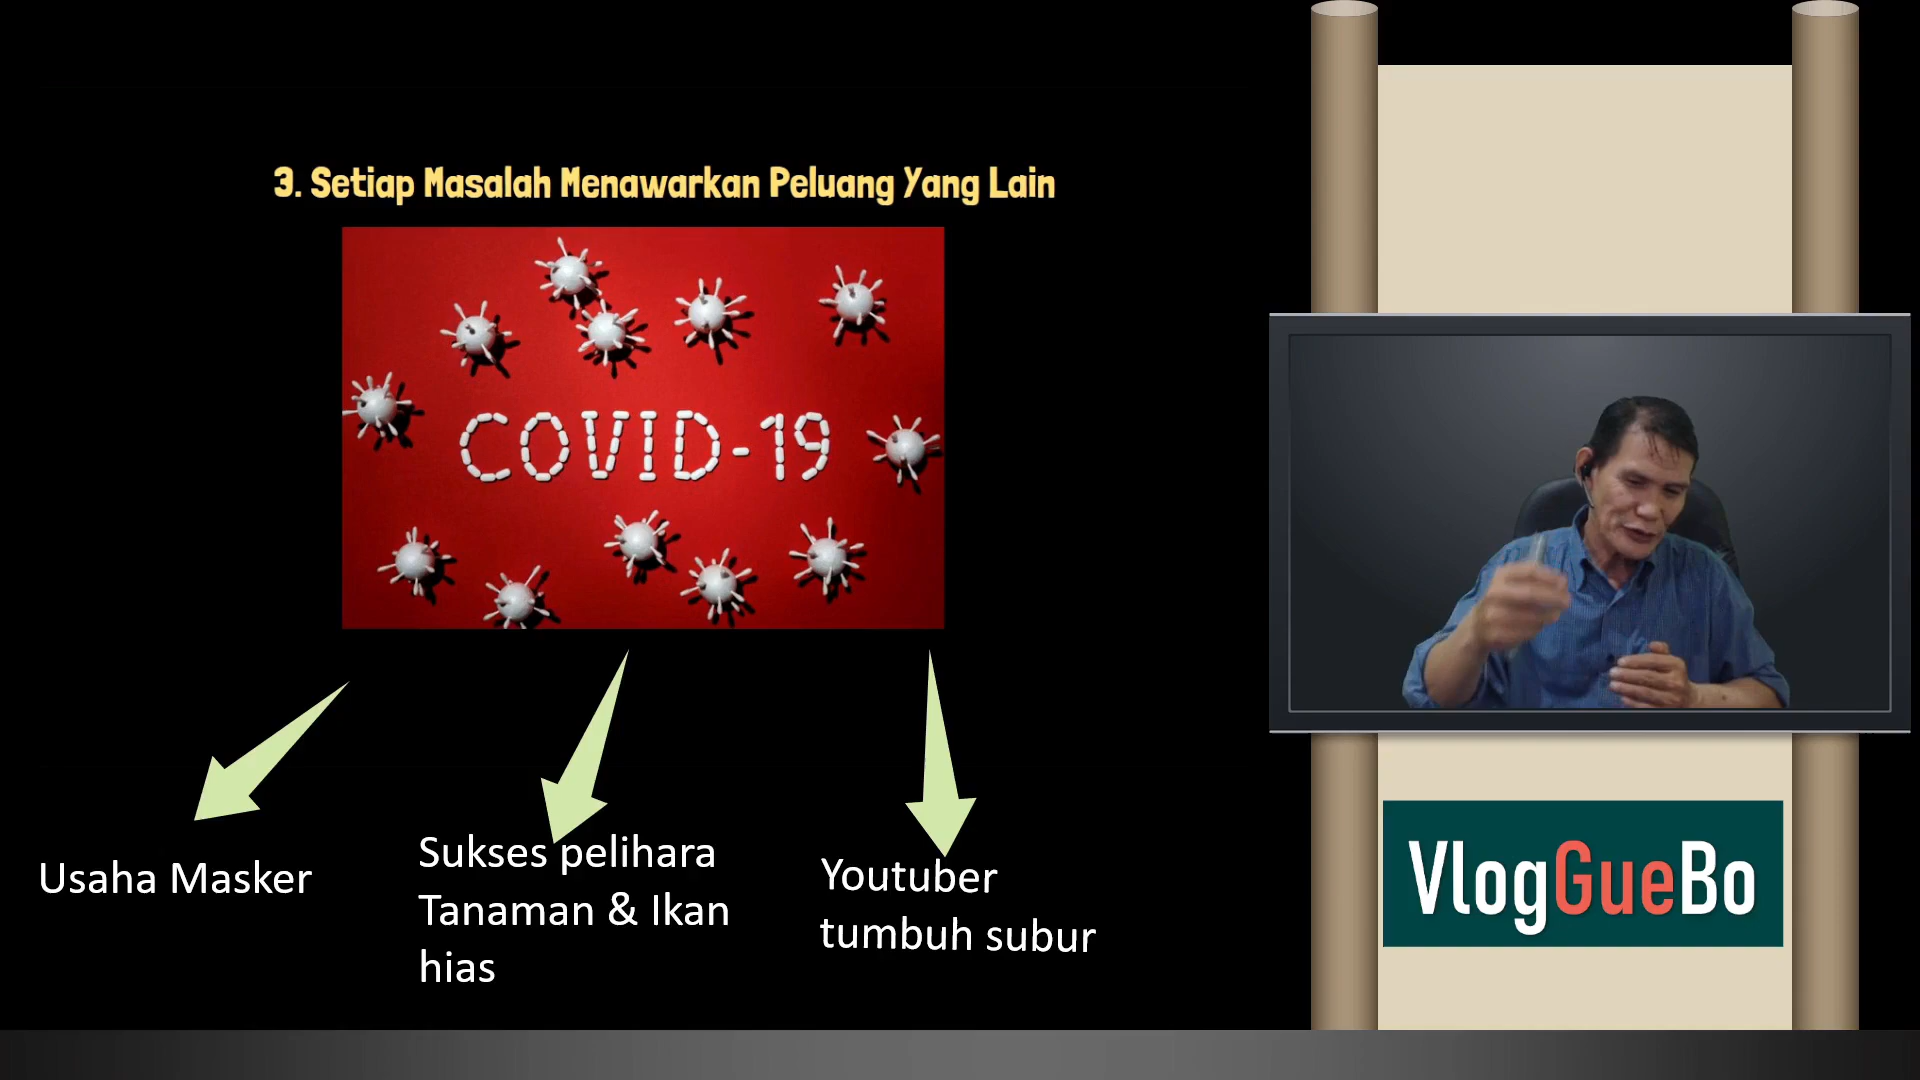 3. Setiap Masalah Menawarkan Peluang Yang Lain
COVID-19
Usaha Masker
Sukses pelihara
Tanaman & Ikan
hias
Youtuber
tumbuh subur
VlogGueBo